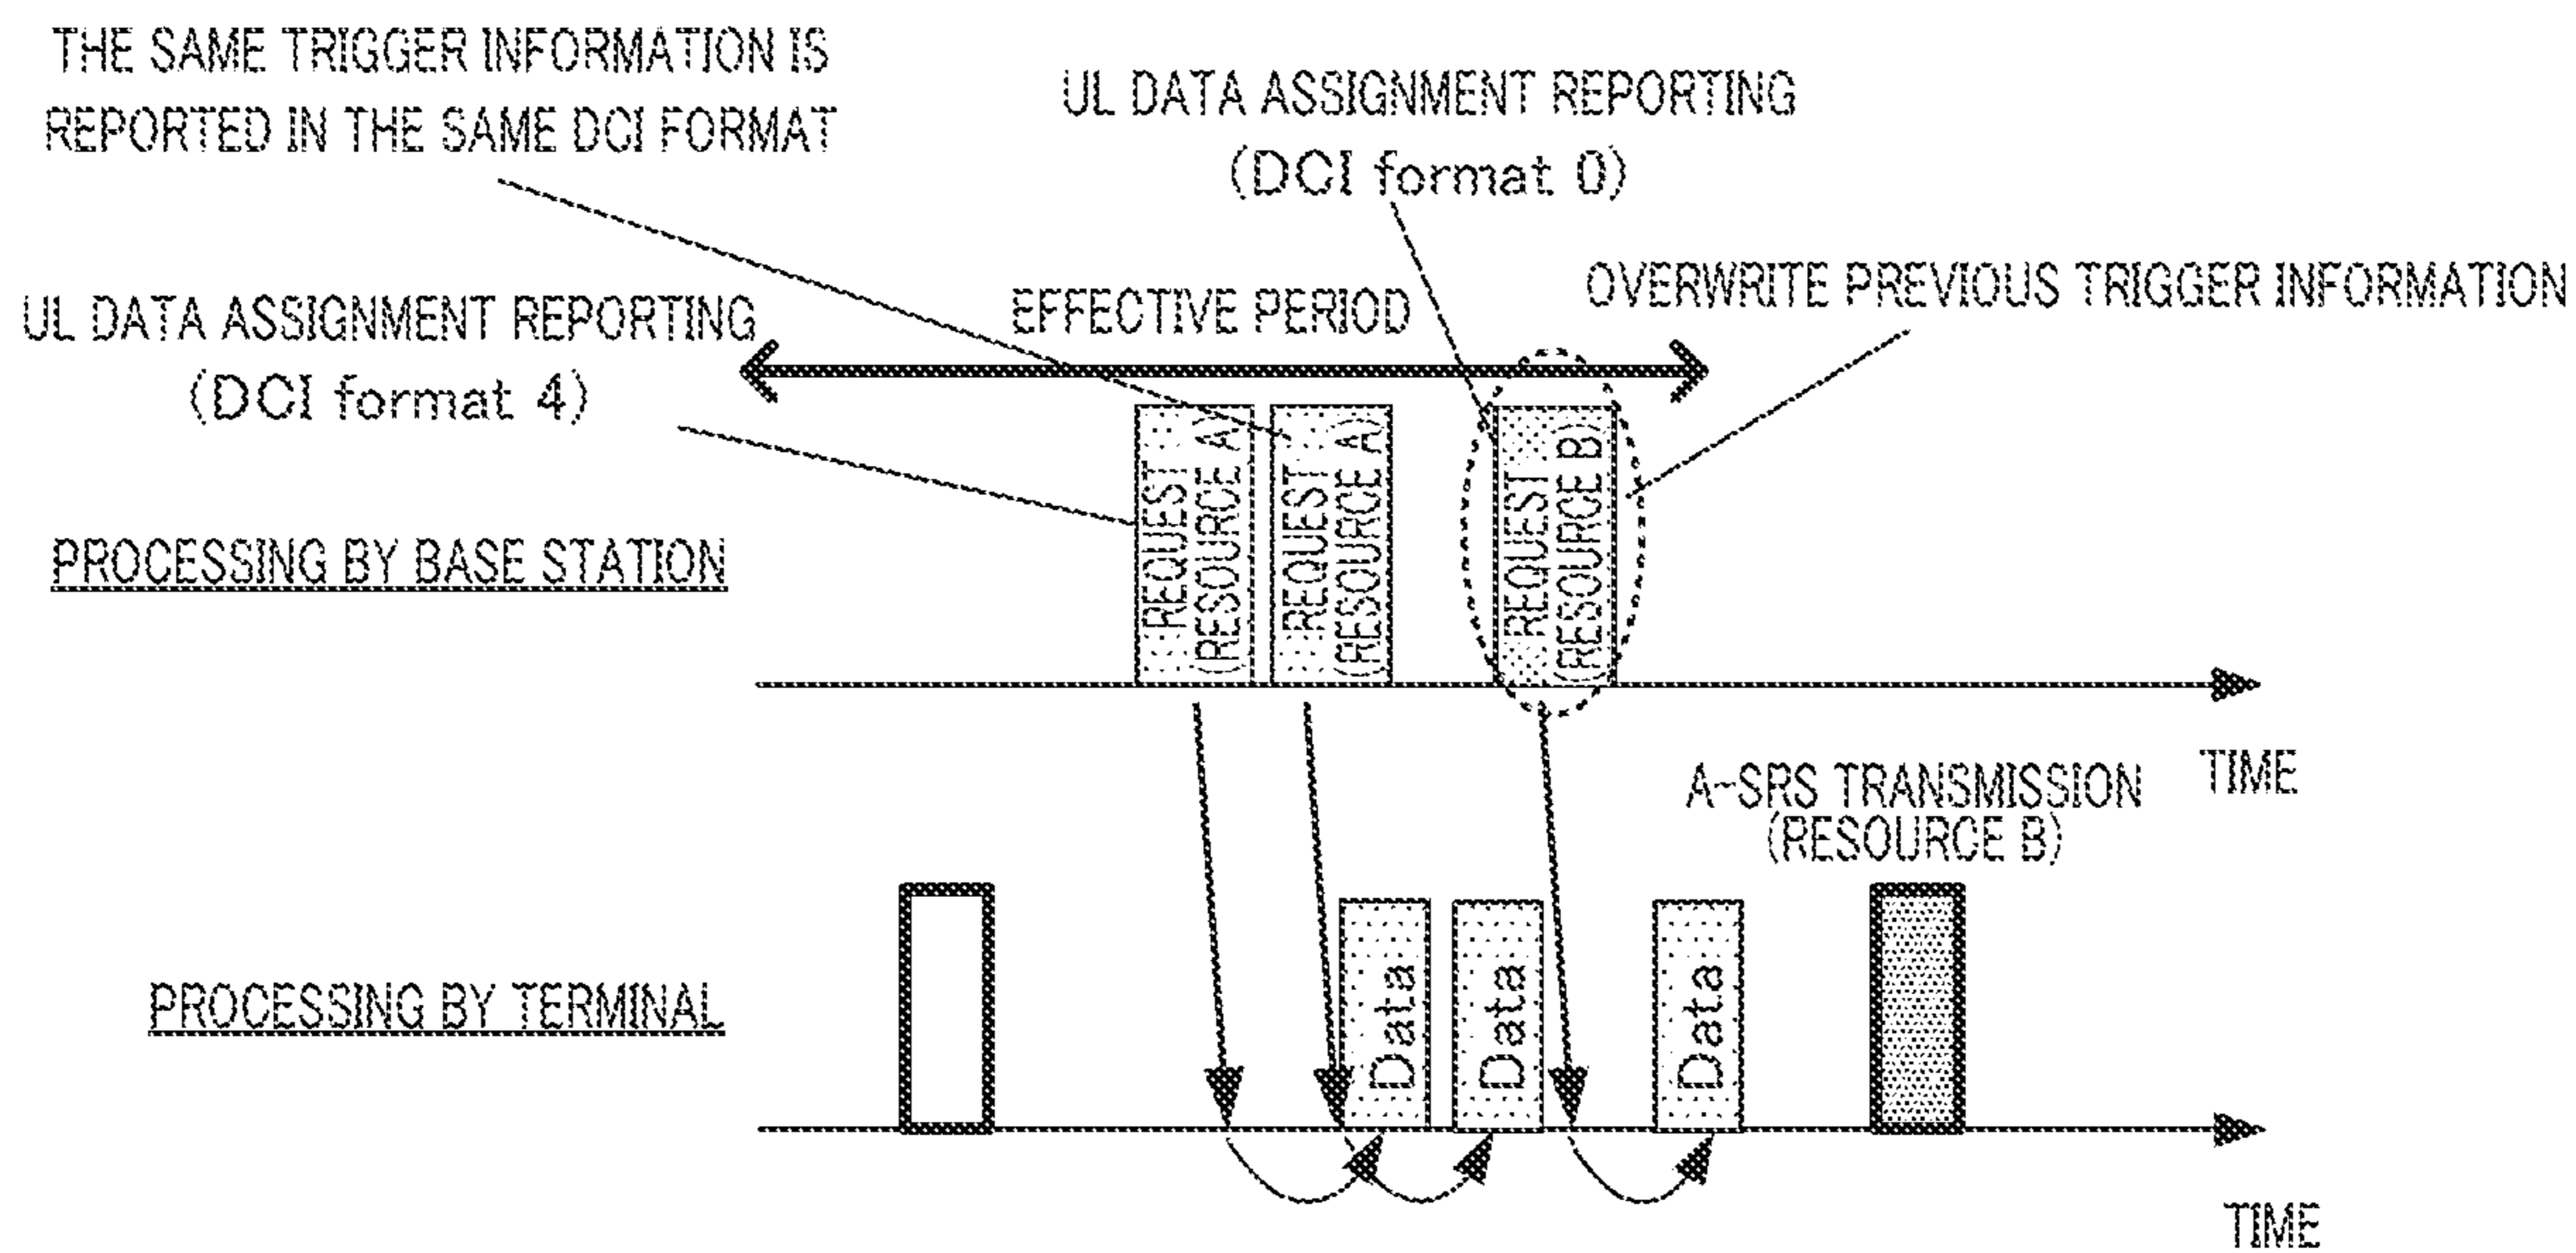 THE SAME TRIGGER INFORMATION IS
REPORTED IN THE SAME DCI FORMAT
UL DATA ASSIGNMENT REPORTING
(DCI format 0)
OVERWRITE PREVIOUS TRIGGER INFORMATION
EFFECTIVE PERIOD
UL DATA ASSIGNMENT REPORTING
(DCI format 4)
REQUEST
(RESOURCE A)
REQUEST
(RESOURCE A)
REQUEST
(RESOURCE B)
PROCESSING BY BASE STATION
TIME
A-SRS TRANSMISSION
(RESOURCE B)
Data
Data
Data
PROCESSING BY TERMINAL
TIME